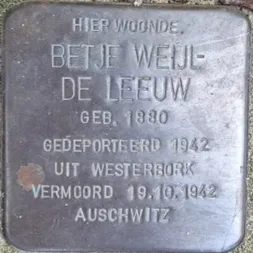 HIER WOONDE
BETJE WEIJL-
DE LEEUW
GEB. 1880
GEDEPORTEERD 1942
UIT WESTERBORK
VERMOORD 19.10.1942
AUSCHWITZ